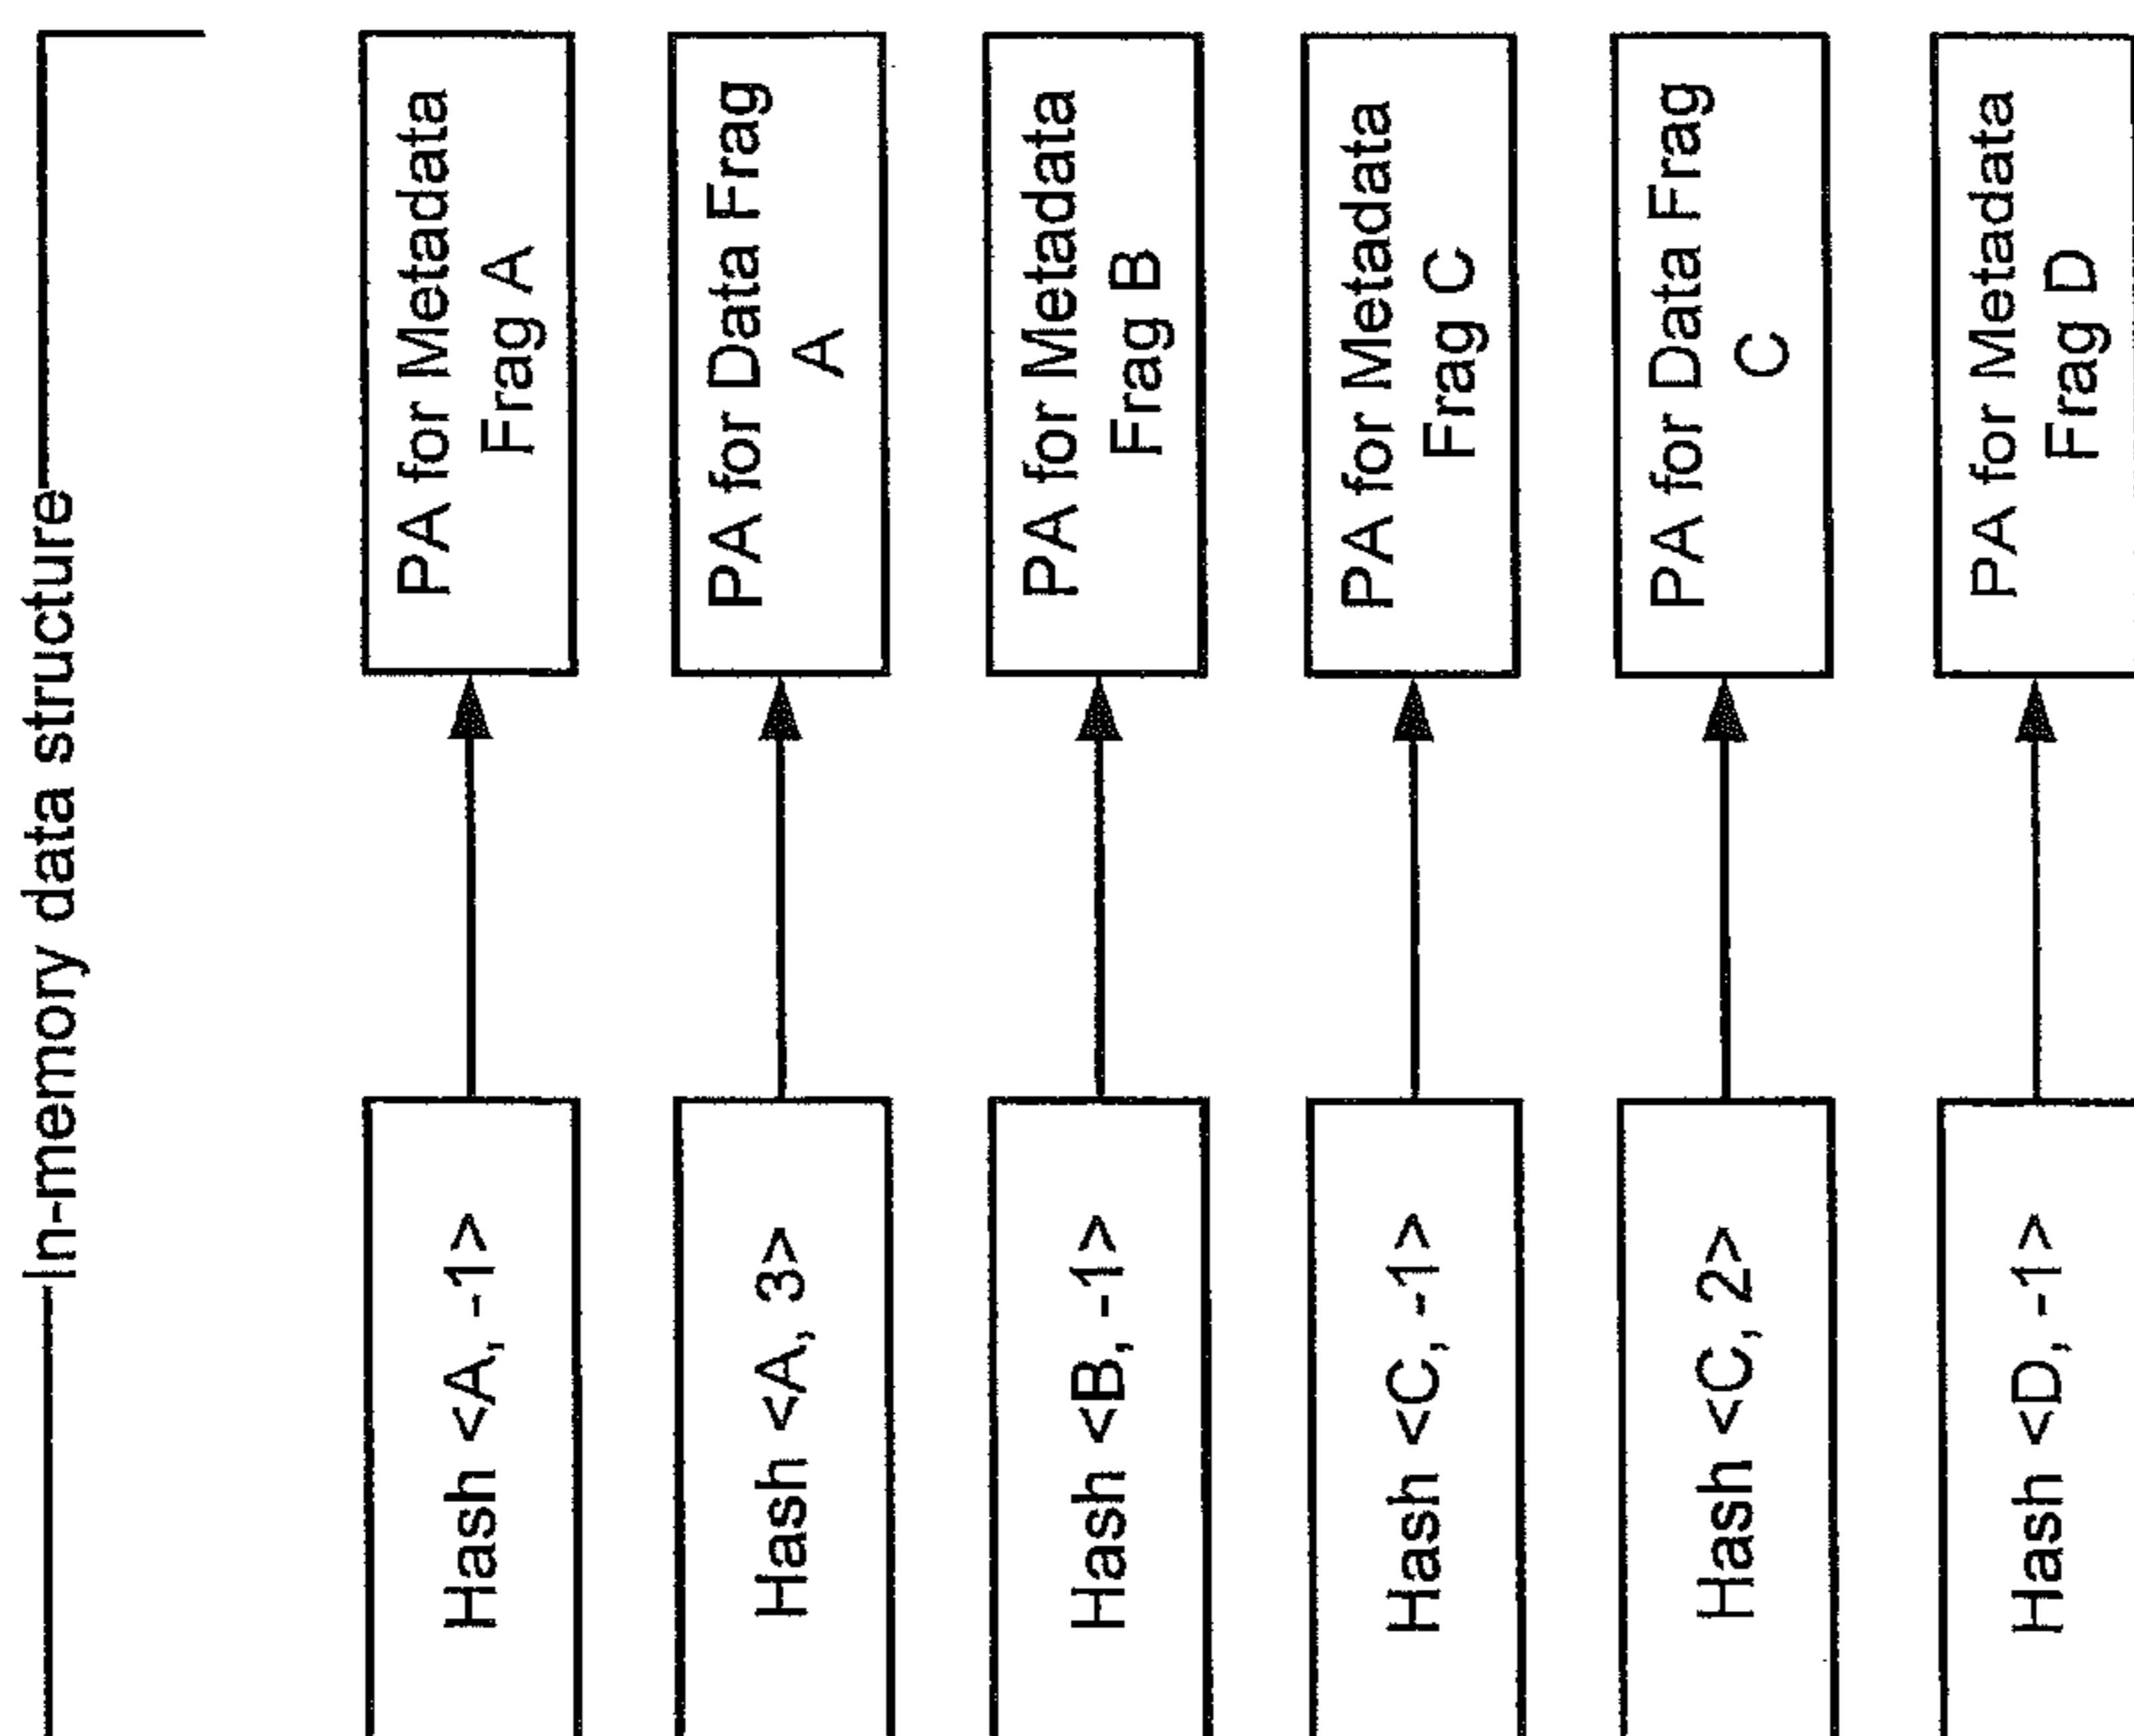 In-memory data structure
Hash <A, -1>
PA for Metadata
Frag A
Hash <A, 3>
PA for Data Frag
A
Hash <B, -1>
PA for Metadata
Frag B
Hash <C, -1>
PA for Metadata
Frag C
Hash <C, 2>
PA for Data Frag
C
Hash <D, -1>
PA for Metadata
Frag D